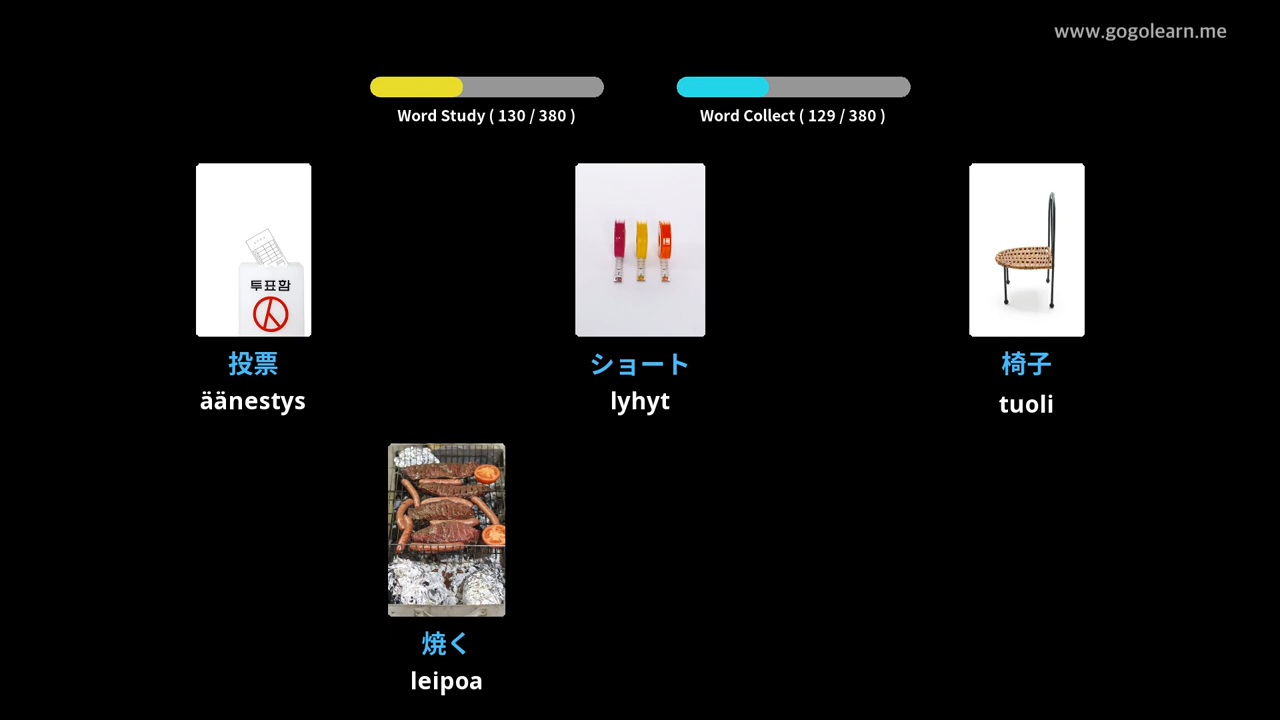 www.gogolearn.me
Word Study ( 130 / 380 )
Word Collect ( 129 / 380 )
투표함
投票
äänestys
ショート
lyhyt
椅子
tuoli
焼く
leipoa